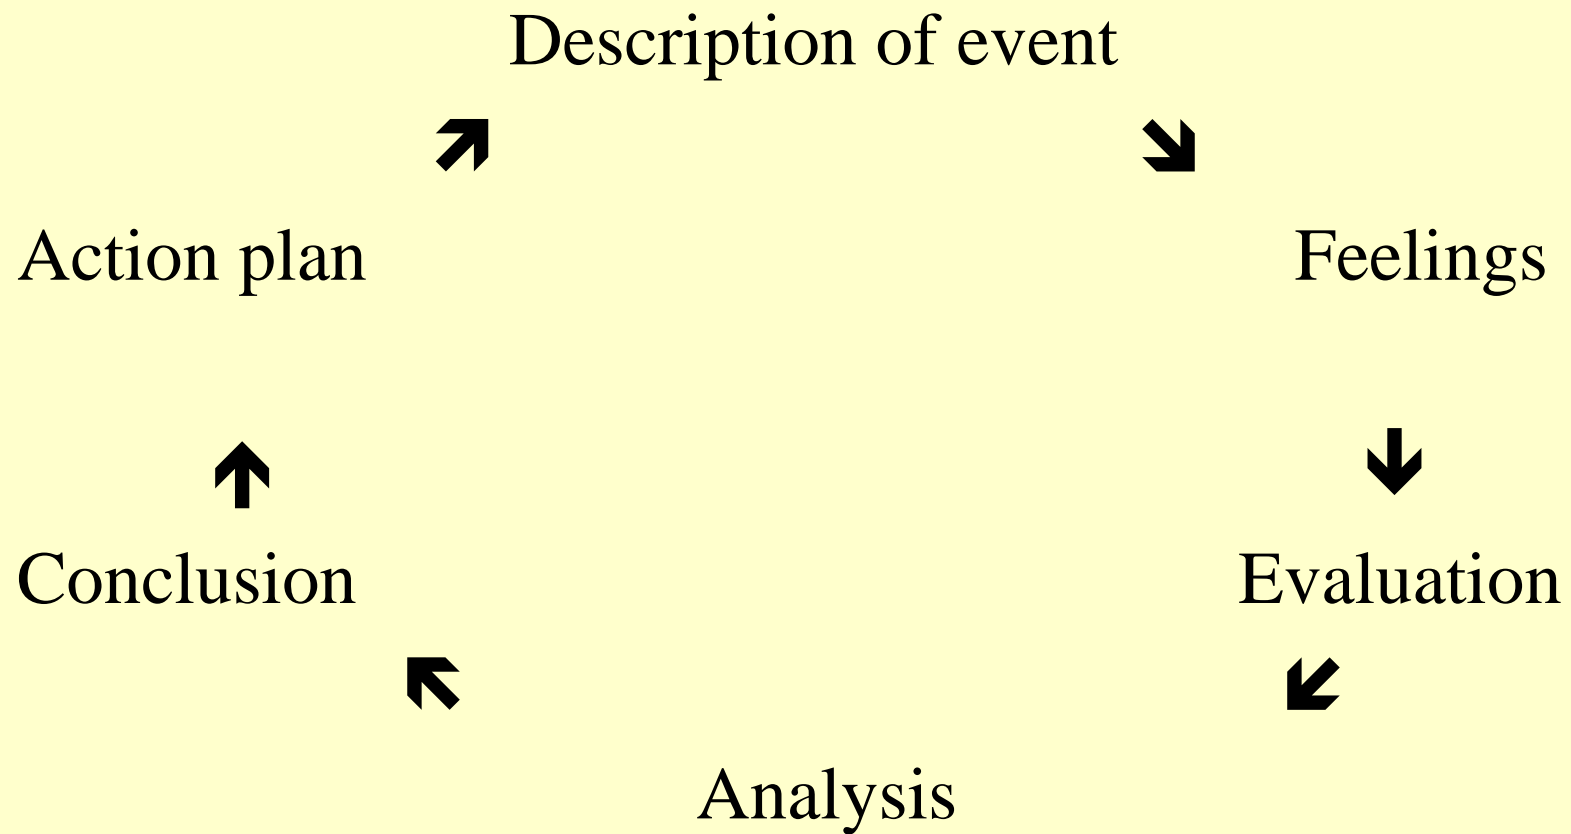 Description of event
Action plan
Feelings
Conclusion
Evaluation
Analysis